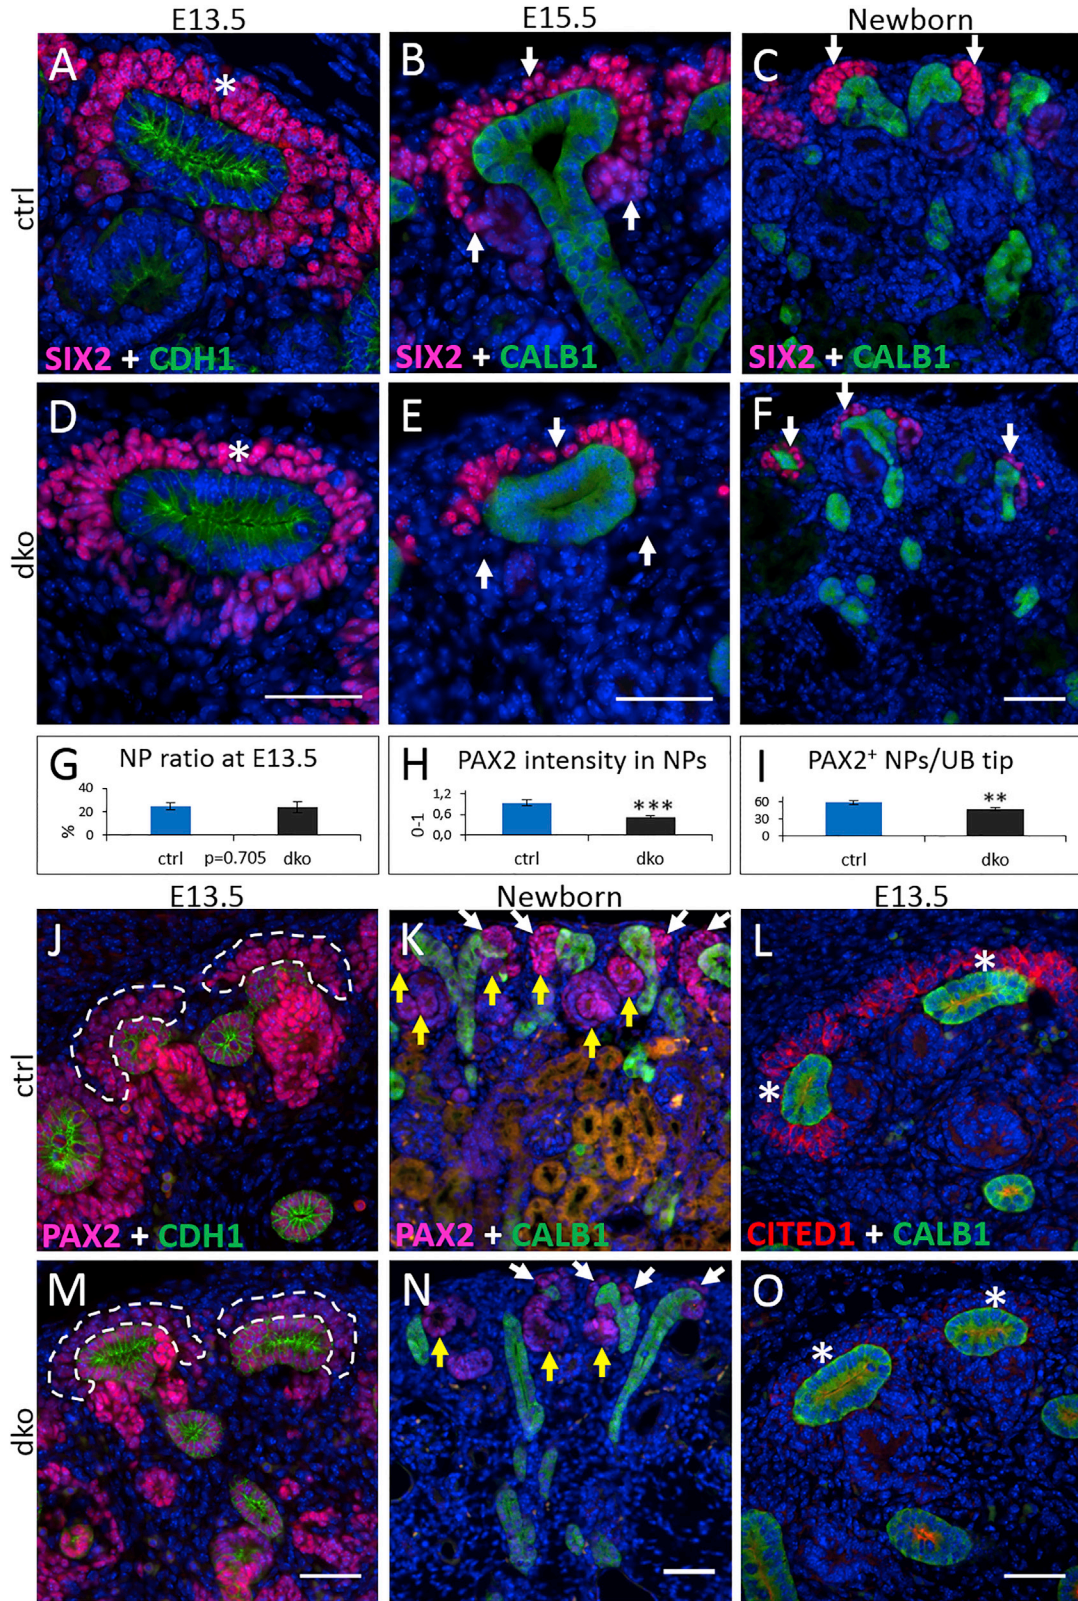 E13.5 E15.5 Newborn
A * B C
ctrl
SIX2 + CDH1 SIX2 + CALB1 SIX2 + CALB1
D * E F
dko
G NP ratio at E13.5
40
20
0
%
ctrl p=0.705 dko
H PAX2 intensity in NPs
1,2
0,6
0,0
0-1
***
ctrl dko
I PAX2⁺ NPs/UB tip
60
30
0
**
ctrl dko
E13.5 Newborn E13.5
J K L * *
ctrl
PAX2 + CDH1 PAX2 + CALB1 CITED1 + CALB1
M N O * *
dko